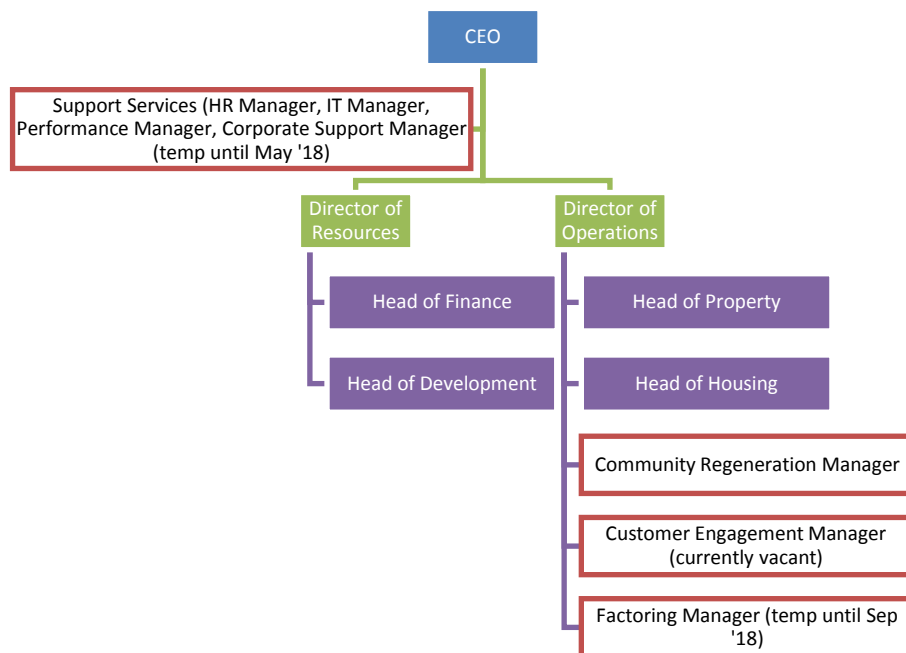 CEO
Support Services (HR Manager, IT Manager,
Performance Manager, Corporate Support Manager
(temp until May '18)
Director of
Resources
Director of
Operations
Head of Finance
Head of Property
Head of Development
Head of Housing
Community Regeneration Manager
Customer Engagement Manager
(currently vacant)
Factoring Manager (temp until Sep
'18)